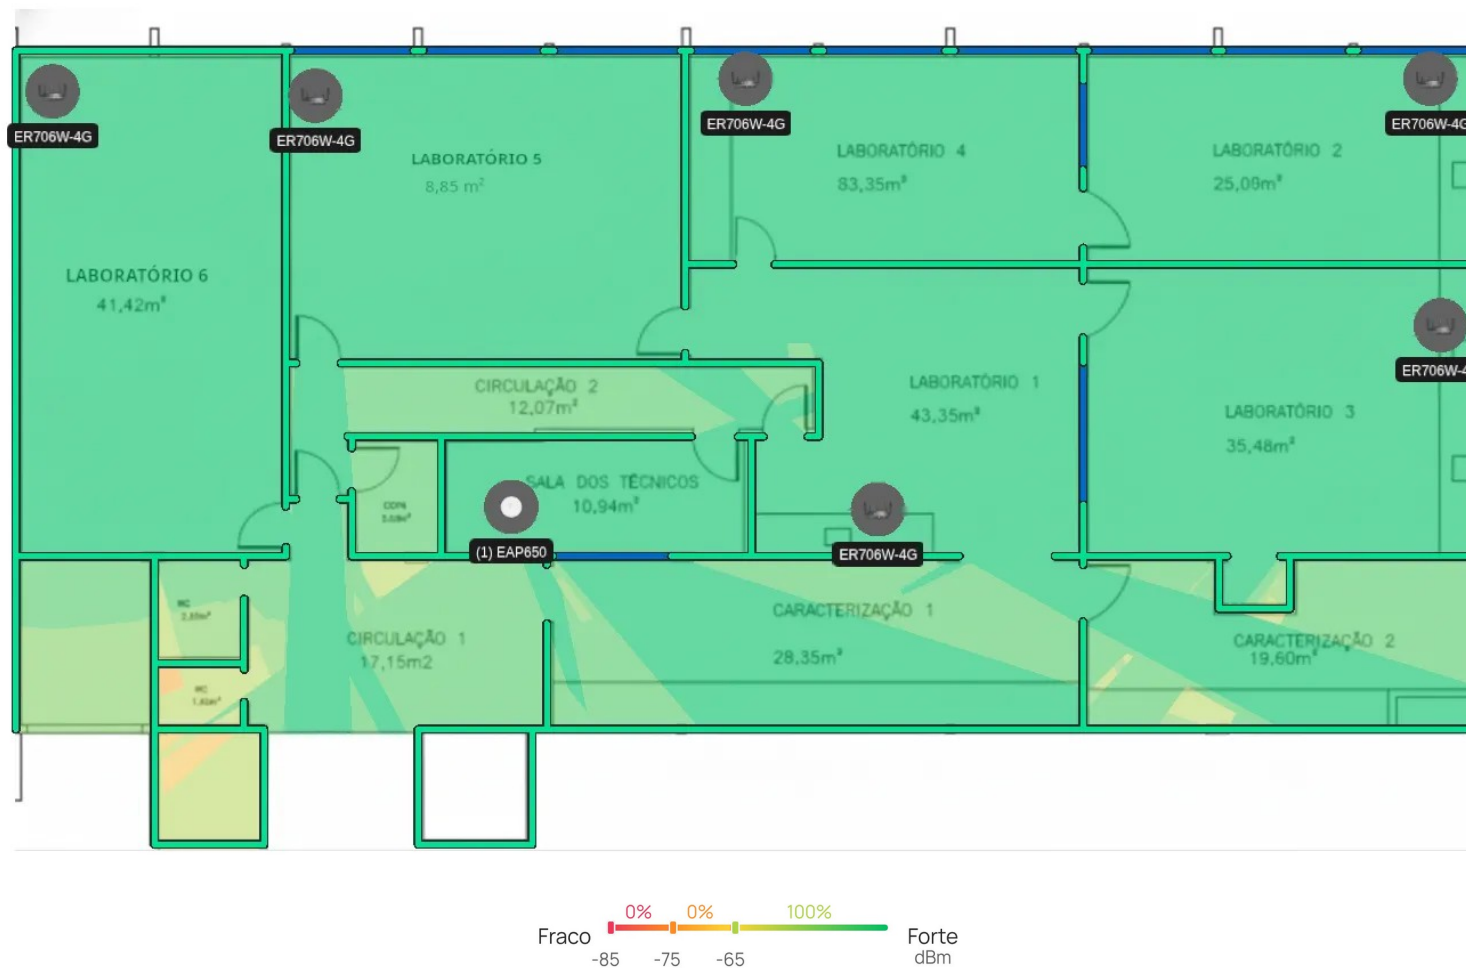 ER706W-4G
ER706W-4G
ER706W-4G
ER706W-4G
LABORATÓRIO 5
8,85 m²
LABORATÓRIO 4
83,35m²
LABORATÓRIO 2
25,00m²
LABORATÓRIO 6
41,42m²
CIRCULAÇÃO 2
12,07m²
LABORATÓRIO 1
43,35m²
ER706W-4
LABORATÓRIO 3
35,48m²
SALA DOS TÉCNICOS
10,94m²
COPA
(1) EAP650
ER706W-4G
CIRCULAÇÃO 1
17,15m2
CARACTERIZAÇÃO 1
28,35m²
CARACTERIZAÇÃO 2
19,60m²
0% 0% 100%
Fraco Forte
-85 -75 -65 dBm